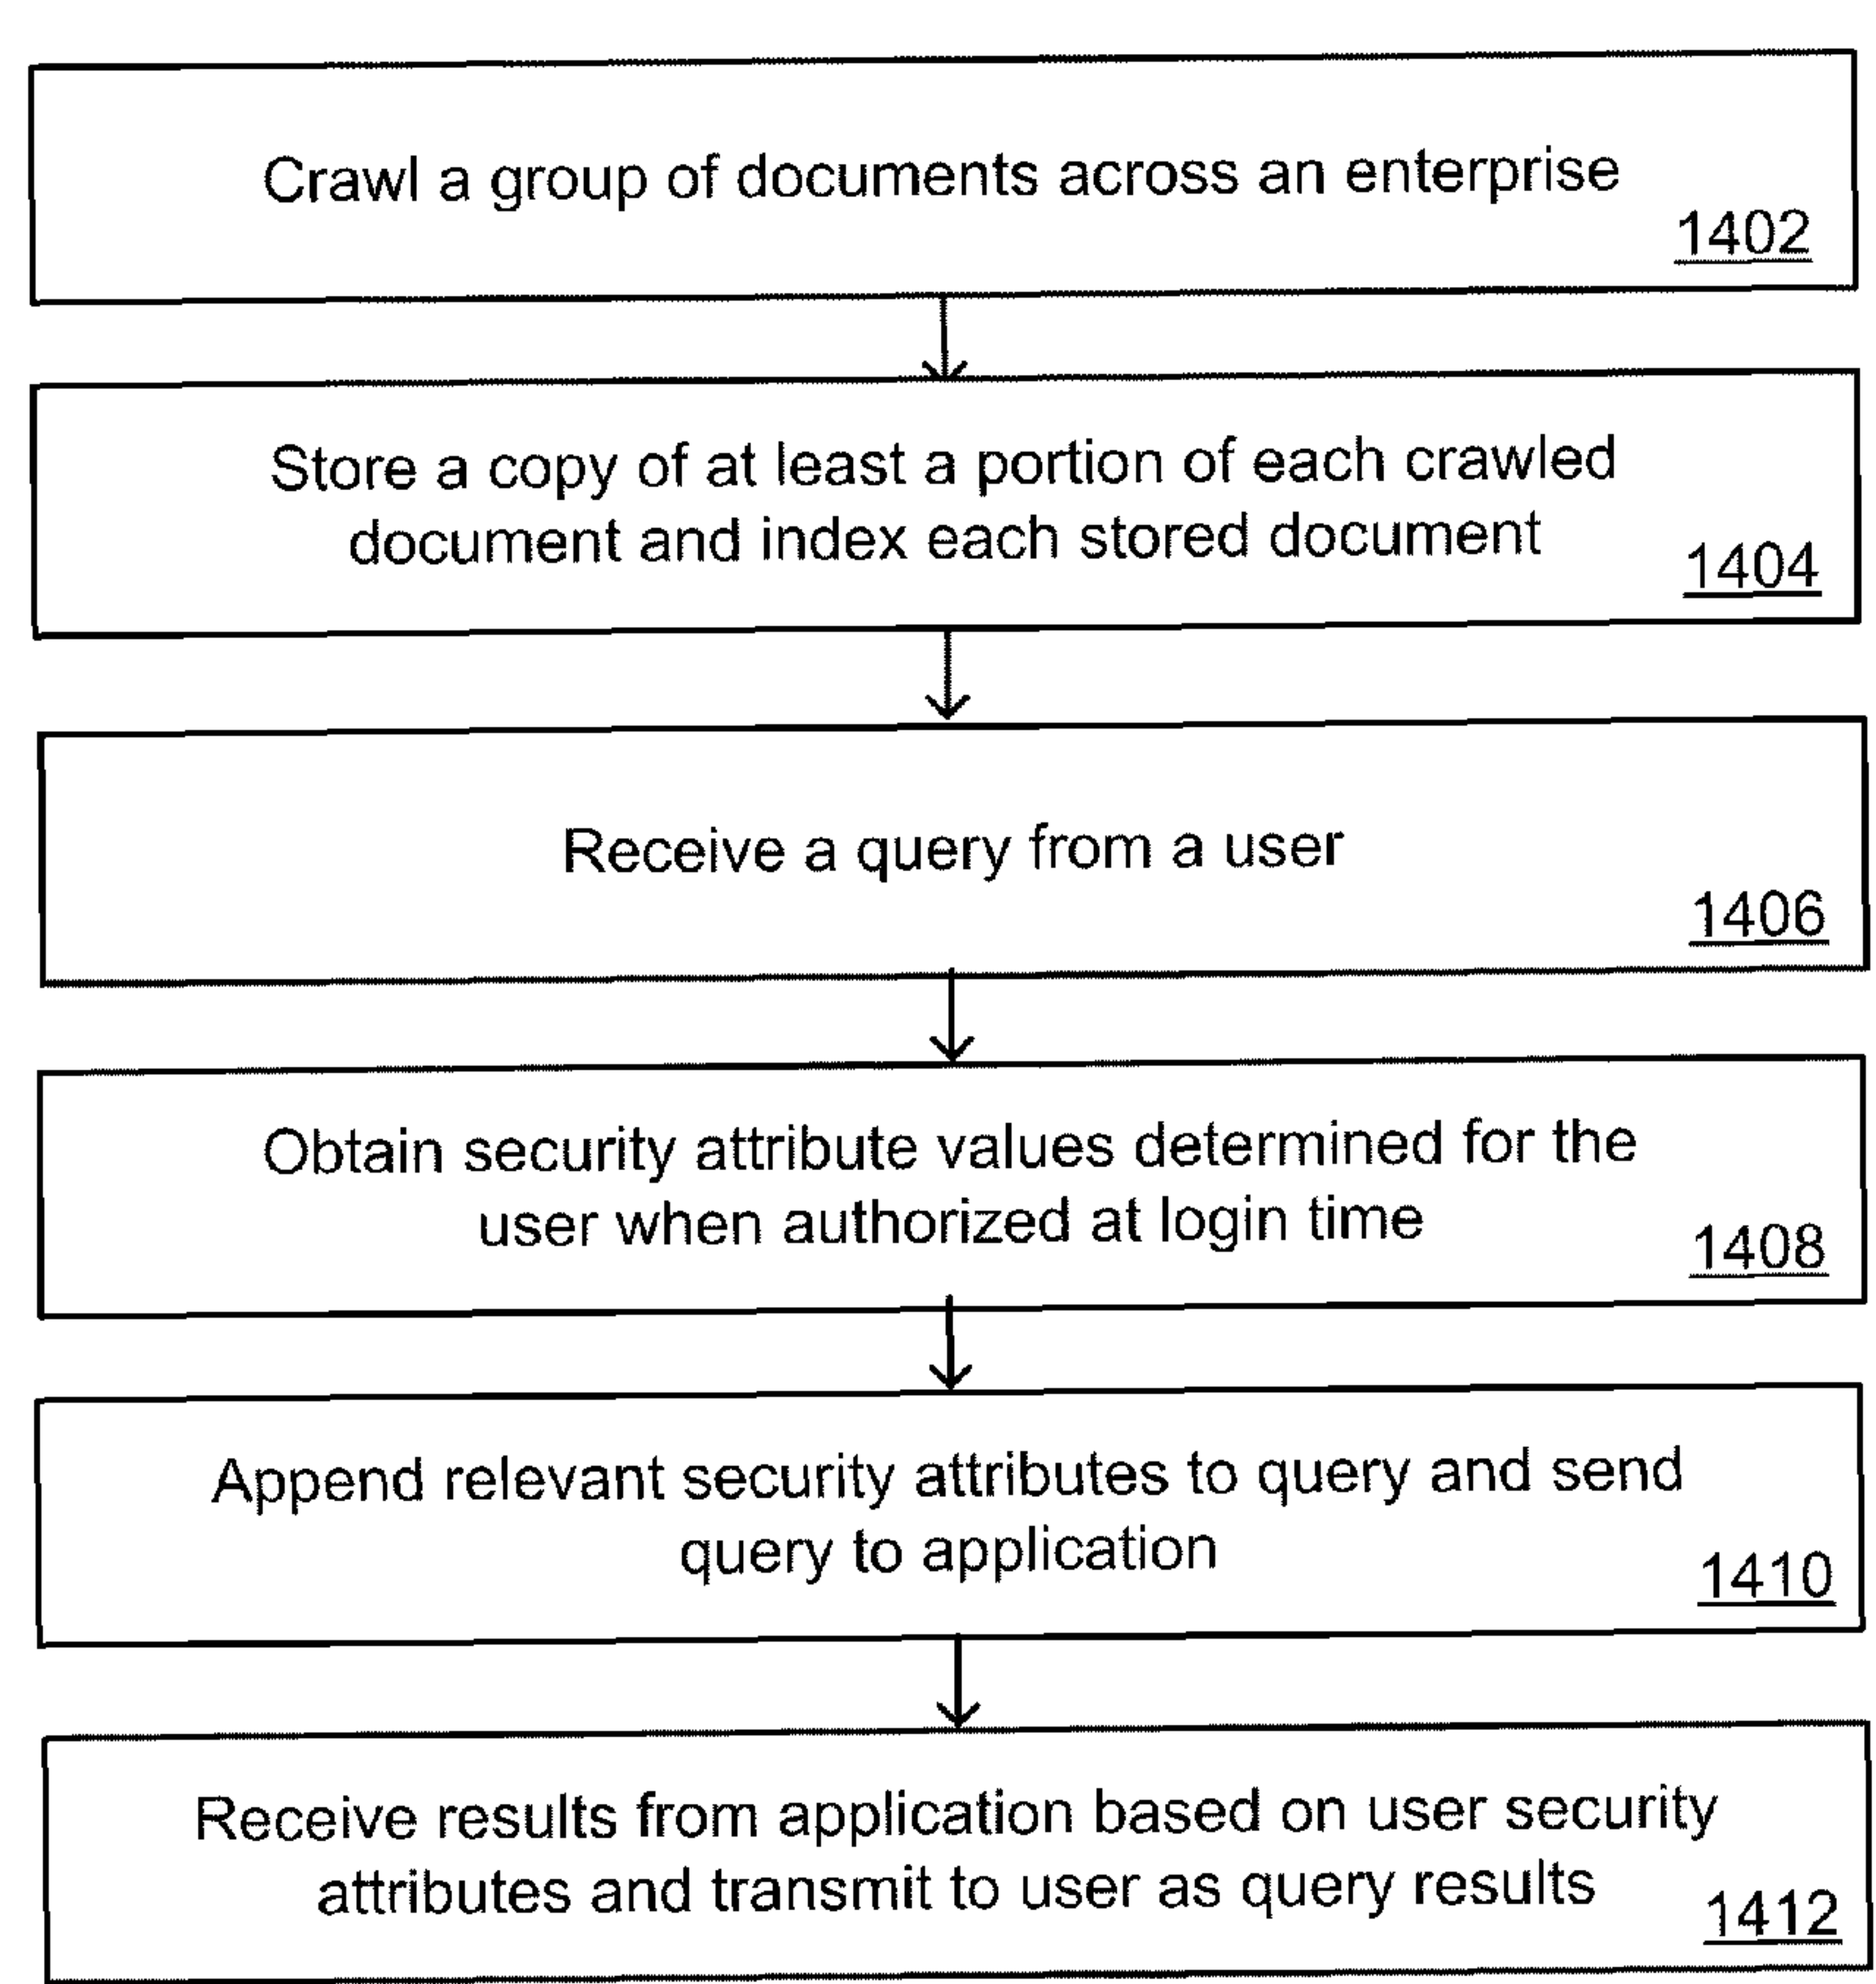 Crawl a group of documents across an enterprise
1402
Store a copy of at least a portion of each crawled
document and index each stored document
1404
Receive a query from a user
1406
Obtain security attribute values determined for the
user when authorized at login time
1408
Append relevant security attributes to query and send
query to application
1410
Receive results from application based on user security
attributes and transmit to user as query results
1412